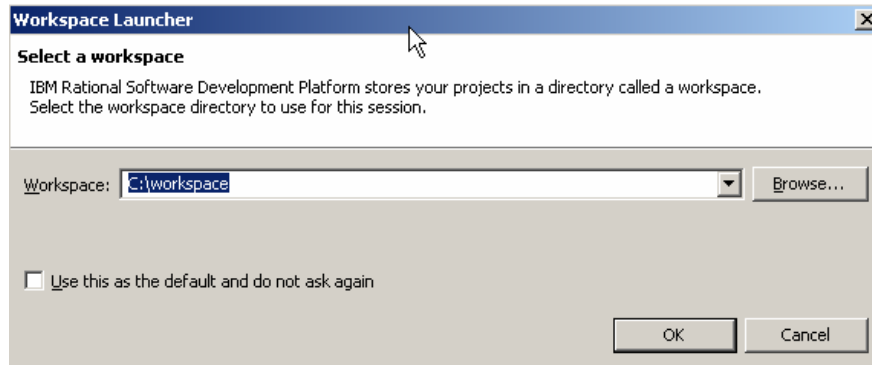 Workspace Launcher
Select a workspace
IBM Rational Software Development Platform stores your projects in a directory called a workspace.
Select the workspace directory to use for this session.
Workspace: C:\workspace Browse...
Use this as the default and do not ask again
OK Cancel